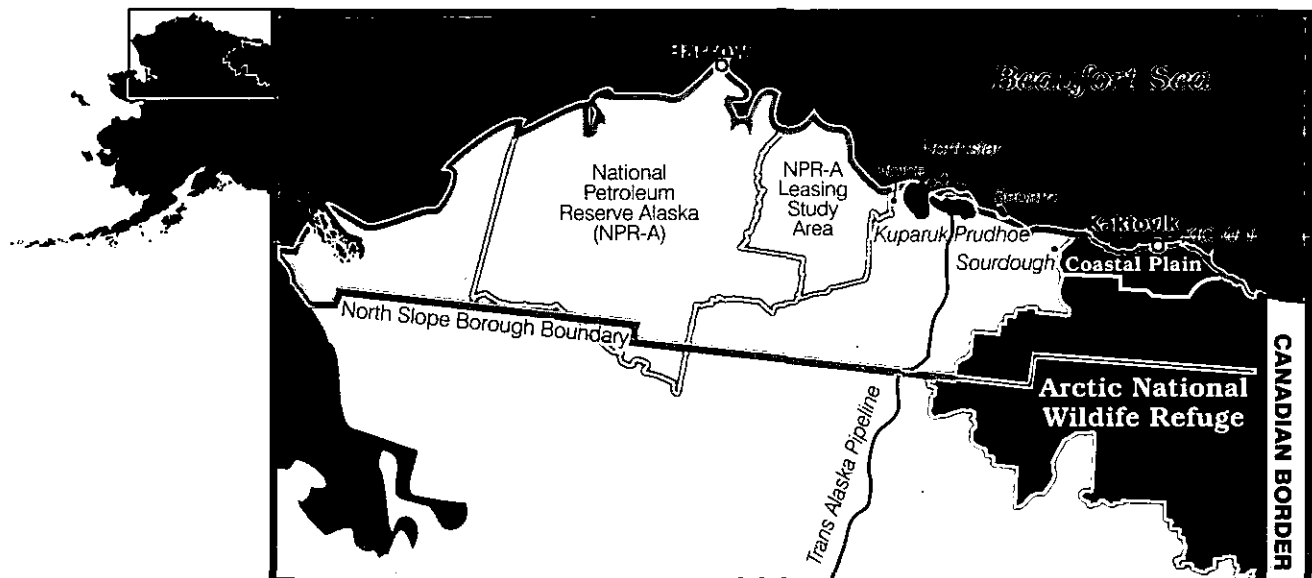 Barrow
Beaufort Sea
Northstar
National
Petroleum
Reserve Alaska
(NPR-A)
NPR-A
Leasing
Study
Area
Kuparuk
Prudhoe
Sourdough
Kaktovik
Coastal Plain
North Slope Borough Boundary
Arctic National
Wildlife Refuge
Trans Alaska Pipeline
CANADIAN BORDER